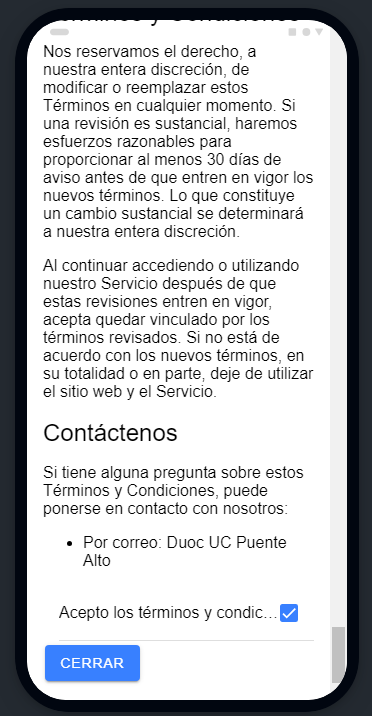 Términos y Condiciones
Nos reservamos el derecho, a
nuestra entera discreción, de
modificar o reemplazar estos
Términos en cualquier momento. Si
una revisión es sustancial, haremos
esfuerzos razonables para
proporcionar al menos 30 días de
aviso antes de que entren en vigor los
nuevos términos. Lo que constituye
un cambio sustancial se determinará
a nuestra entera discreción.
Al continuar accediendo o utilizando
nuestro Servicio después de que
estas revisiones entren en vigor,
acepta quedar vinculado por los
términos revisados. Si no está de
acuerdo con los nuevos términos, en
su totalidad o en parte, deje de utilizar
el sitio web y el Servicio.
Contáctenos
Si tiene alguna pregunta sobre estos
Términos y Condiciones, puede
ponerse en contacto con nosotros:
• Por correo: Duoc UC Puente
Alto
Acepto los términos y condic...
CERRAR